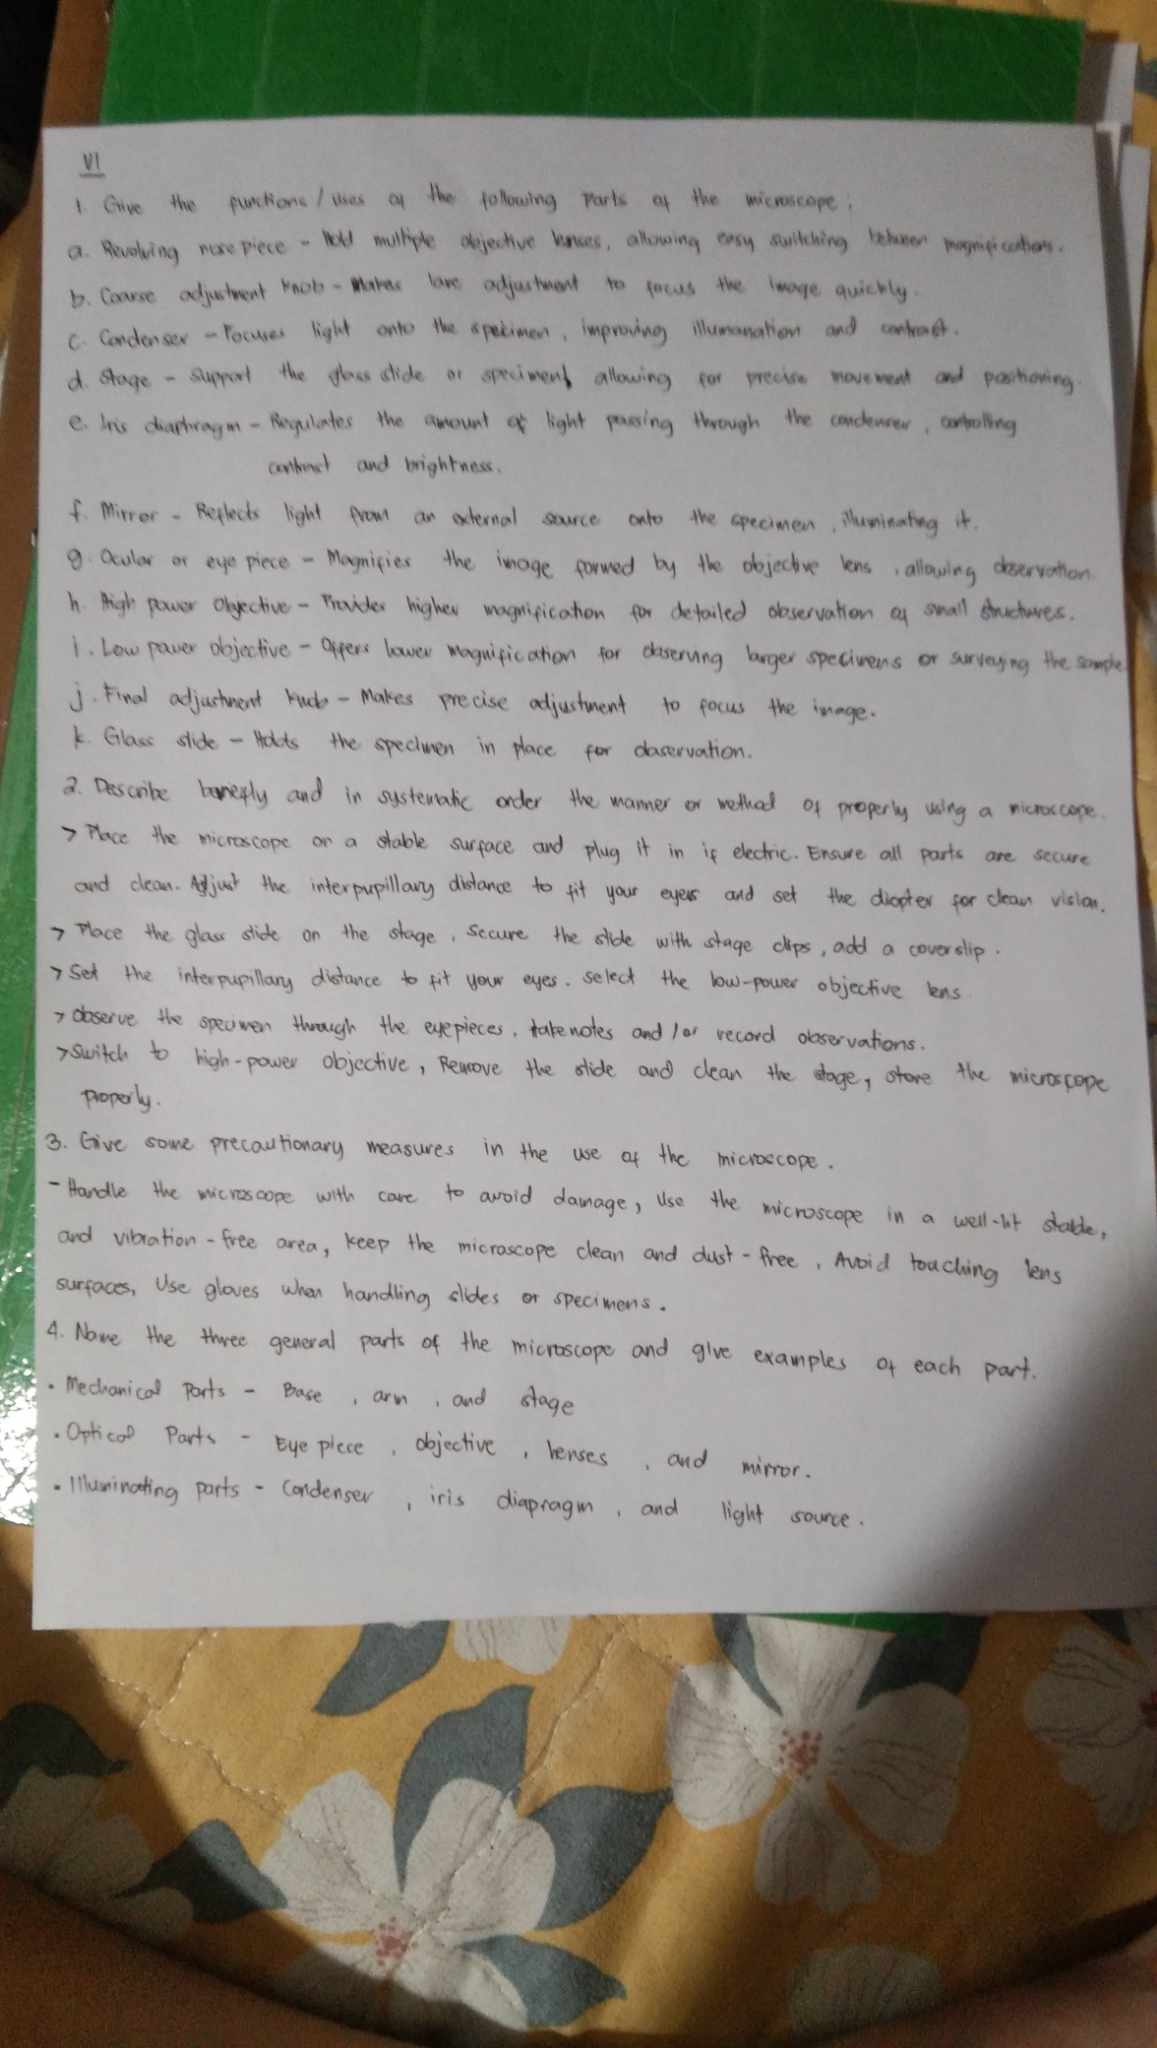 VI
1. Give the functions / uses of the following parts of the microscope:
a. Revolving nose piece - Hold multiple objective lenses, allowing easy switching between magnifications.
b. Coarse adjustment knob - Makes adjustment to focus the image quickly.
c. Condenser - Focuses light onto the specimen, improving illumanation and contrast.
d. Stage - Support the glass slide or specimen, allowing for precise movement and positioning.
e. Iris diaphragm - Regulates the amount of light passing through the condenser, controlling
contrast and brightness.
f. Mirror - Reflects light from an external source onto the specimen, illuminating it.
g. Ocular or eye piece - Magnifies the image formed by the objective lens, allowing observation.
h. High power Objective - Provides higher magnification for detailed observation of small structures.
i. Low power objective - Offers lower magnification for observing larger specimens or surveying the sample.
j. Final adjustment knob - Makes precise adjustment to focus the image.
k. Glass slide - Holds the specimen in place for observation.
2. Describe and in systematic order the manner or method of properly using a microscope.
> Place the microscope on a stable surface and plug it in if electric. Ensure all parts are secure
and clean. Adjust the interpupillary distance to fit your eyes and set the diopter for clean vision.
> Place the glass slide on the stage, Secure the slide with stage clips, add a coverslip.
> Set the interpupillary distance to fit your eyes. Select the low-power objective lens.
> Observe the specimen through the eyepieces, take notes and / or record observations.
> Switch to high-power objective, Remove the slide and clean the stage, store the microscope
properly.
3. Give some precautionary measures in the use of the microscope.
- Handle the microscope with care to avoid damage, Use the microscope in a well-lit stable,
and vibration-free area, keep the microscope clean and dust-free, Avoid touching lens
surfaces, Use gloves when handling slides or specimens.
4. Name the three general parts of the microscope and give examples of each part.
• Mechanical Parts - Base, arm, and stage
• Optical Parts - Eye piece, objective, lenses, and mirror.
• Illuminating parts - Condenser, iris diapragm, and light source.